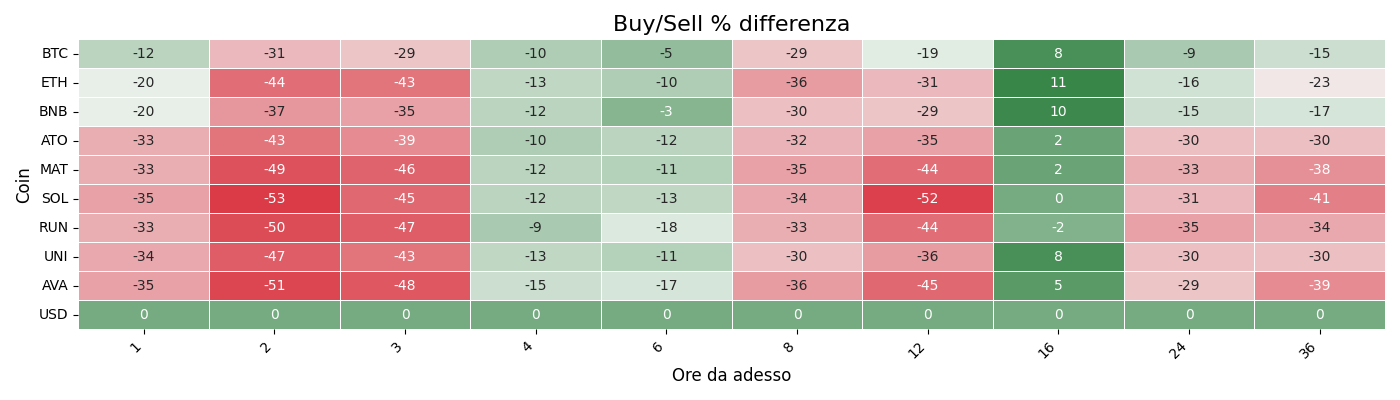 Buy/Sell % differenza
BTC -12 -31 -29 -10 -5 -29 -19 8 -9 -15
ETH -20 -44 -43 -13 -10 -36 -31 11 -16 -23
BNB -20 -37 -35 -12 -3 -30 -29 10 -15 -17
ATO -33 -43 -39 -10 -12 -32 -35 2 -30 -30
MAT -33 -49 -46 -12 -11 -35 -44 2 -33 -38
SOL -35 -53 -45 -12 -13 -34 -52 0 -31 -41
RUN -33 -50 -47 -9 -18 -33 -44 -2 -35 -34
UNI -34 -47 -43 -13 -11 -30 -36 8 -30 -30
AVA -35 -51 -48 -15 -17 -36 -45 5 -29 -39
USD 0 0 0 0 0 0 0 0 0 0
Coin
1 2 3 4 6 8 12 16 24 36
Ore da adesso